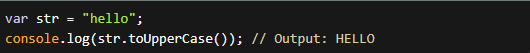 var str = "hello";
console.log(str.toUpperCase()); // Output: HELLO